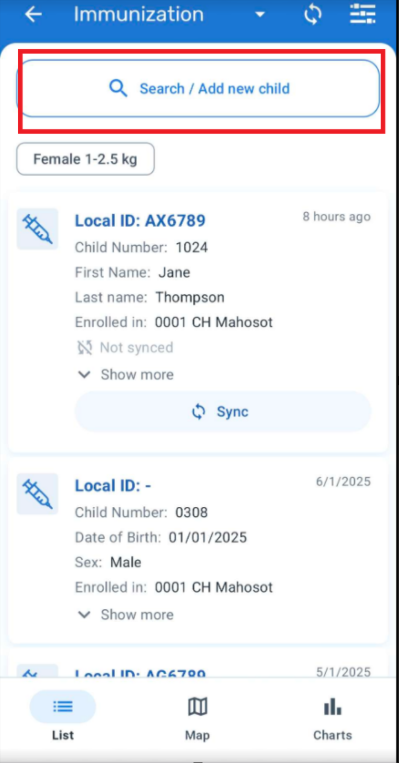 Immunization
Search / Add new child
Female 1-2.5 kg
Local ID: AX6789 8 hours ago
Child Number: 1024
First Name: Jane
Last name: Thompson
Enrolled in: 0001 CH Mahosot
Not synced
Show more
Sync
Local ID: - 6/1/2025
Child Number: 0308
Date of Birth: 01/01/2025
Sex: Male
Enrolled in: 0001 CH Mahosot
Show more
Local ID: AG6789 5/1/2025
List Map Charts